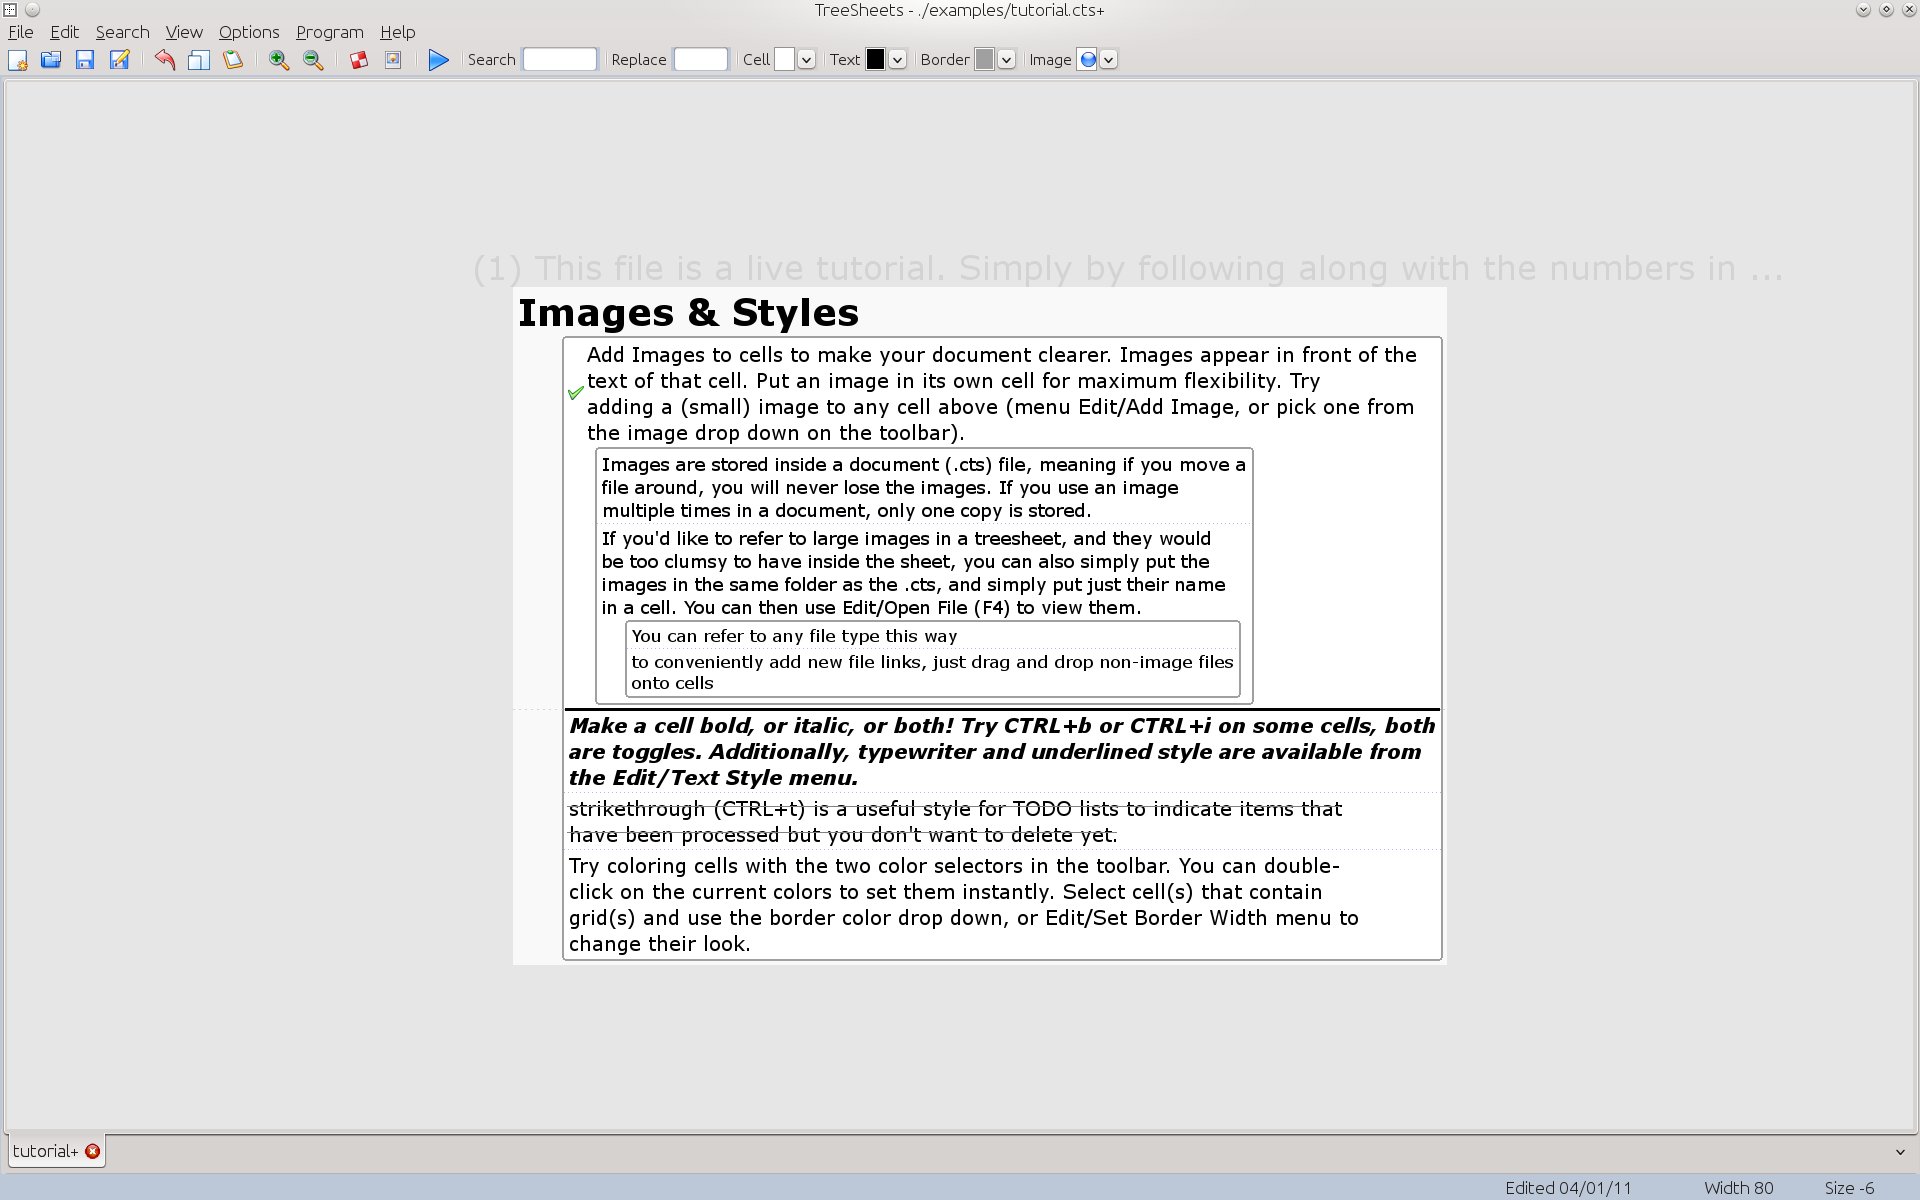 TreeSheets - ./examples/tutorial.cts+
File Edit Search View Options Program Help
Search Replace Cell Text Border Image
(1) This file is a live tutorial. Simply by following along with the numbers in ...
Images & Styles
Add Images to cells to make your document clearer. Images appear in front of the
text of that cell. Put an image in its own cell for maximum flexibility. Try
adding a (small) image to any cell above (menu Edit/Add Image, or pick one from
the image drop down on the toolbar).
Images are stored inside a document (.cts) file, meaning if you move a
file around, you will never lose the images. If you use an image
multiple times in a document, only one copy is stored.
If you'd like to refer to large images in a treesheet, and they would
be too clumsy to have inside the sheet, you can also simply put the
images in the same folder as the .cts, and simply put just their name
in a cell. You can then use Edit/Open File (F4) to view them.
You can refer to any file type this way
to conveniently add new file links, just drag and drop non-image files
onto cells
Make a cell bold, or italic, or both! Try CTRL+b or CTRL+i on some cells, both
are toggles. Additionally, typewriter and underlined style are available from
the Edit/Text Style menu.
strikethrough (CTRL+t) is a useful style for TODO lists to indicate items that
have been processed but you don't want to delete yet.
Try coloring cells with the two color selectors in the toolbar. You can double-
click on the current colors to set them instantly. Select cell(s) that contain
grid(s) and use the border color drop down, or Edit/Set Border Width menu to
change their look.
tutorial+
Edited 04/01/11 Width 80 Size -6